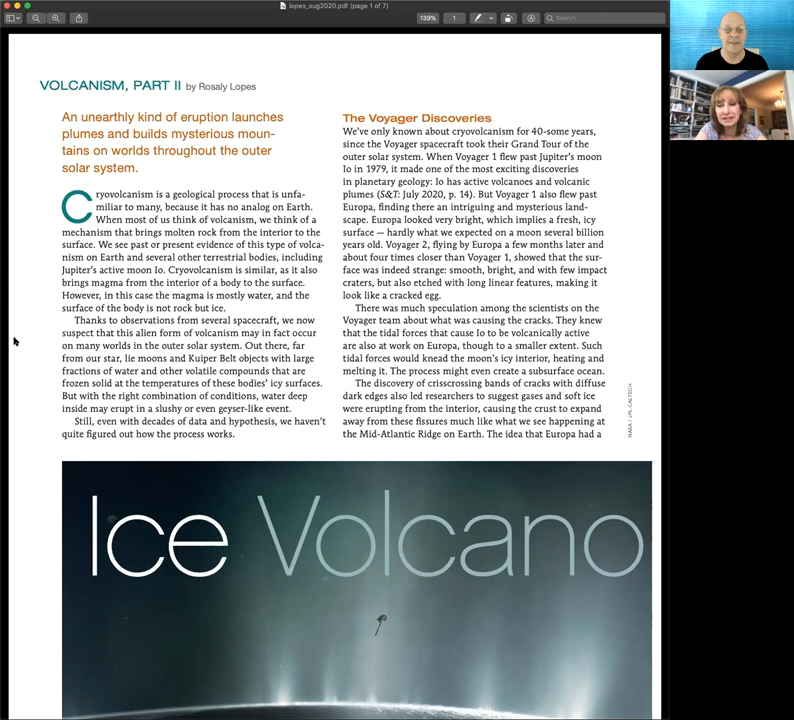 lopes_aug2020.pdf (page 1 of 7)
139%
1
Search
VOLCANISM, PART II by Rosaly Lopes
An unearthly kind of eruption launches
plumes and builds mysterious moun-
tains on worlds throughout the outer
solar system.
Cryovolcanism is a geological process that is unfa-
miliar to many, because it has no analog on Earth.
When most of us think of volcanism, we think of a
mechanism that brings molten rock from the interior to the
surface. We see past or present evidence of this type of volca-
nism on Earth and several other terrestrial bodies, including
Jupiter's active moon Io. Cryovolcanism is similar, as it also
brings magma from the interior of a body to the surface.
However, in this case the magma is mostly water, and the
surface of the body is not rock but ice.
Thanks to observations from several spacecraft, we now
suspect that this alien form of volcanism may in fact occur
on many worlds in the outer solar system. Out there, far
from our star, lie moons and Kuiper Belt objects with large
fractions of water and other volatile compounds that are
frozen solid at the temperatures of these bodies' icy surfaces.
But with the right combination of conditions, water deep
inside may erupt in a slushy or even geyser-like event.
Still, even with decades of data and hypothesis, we haven't
quite figured out how the process works.
The Voyager Discoveries
We've only known about cryovolcanism for 40-some years,
since the Voyager spacecraft took their Grand Tour of the
outer solar system. When Voyager 1 flew past Jupiter's moon
Io in 1979, it made one of the most exciting discoveries
in planetary geology: Io has active volcanoes and volcanic
plumes (S&T: July 2020, p. 14). But Voyager 1 also flew past
Europa, finding there an intriguing and mysterious land-
scape. Europa looked very bright, which implies a fresh, icy
surface — hardly what we expected on a moon several billion
years old. Voyager 2, flying by Europa a few months later and
about four times closer than Voyager 1, showed that the sur-
face was indeed strange: smooth, bright, and with few impact
craters, but also etched with long linear features, making it
look like a cracked egg.
There was much speculation among the scientists on the
Voyager team about what was causing the cracks. They knew
that the tidal forces that cause Io to be volcanically active
are also at work on Europa, though to a smaller extent. Such
tidal forces would knead the moon's icy interior, heating and
melting it. The process might even create a subsurface ocean.
The discovery of crisscrossing bands of cracks with diffuse
dark edges also led researchers to suggest gases and soft ice
were erupting from the interior, causing the crust to expand
away from these fissures much like what we see happening at
the Mid-Atlantic Ridge on Earth. The idea that Europa had a
NASA / JPL-CALTECH
Ice Volcano